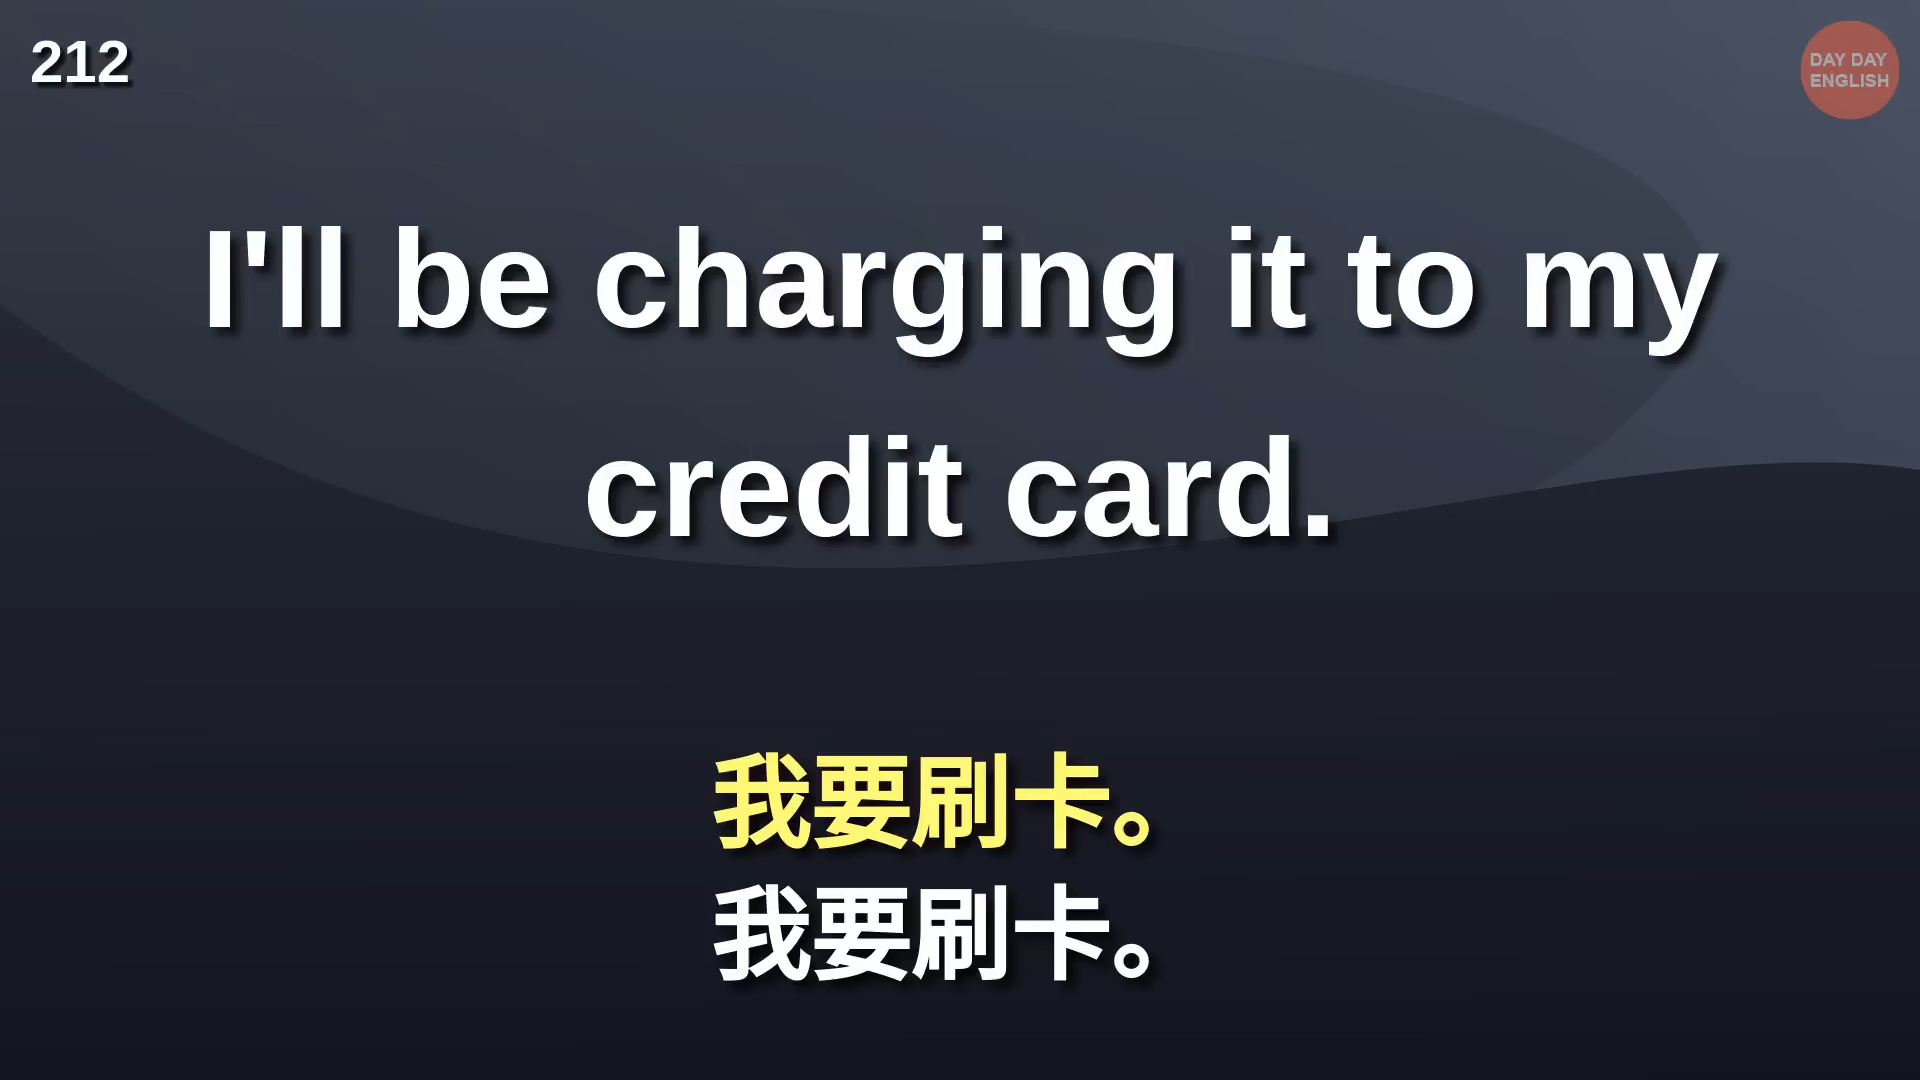 212
DAY DAY
ENGLISH
I'll be charging it to my
credit card.
我要刷卡。
我要刷卡。